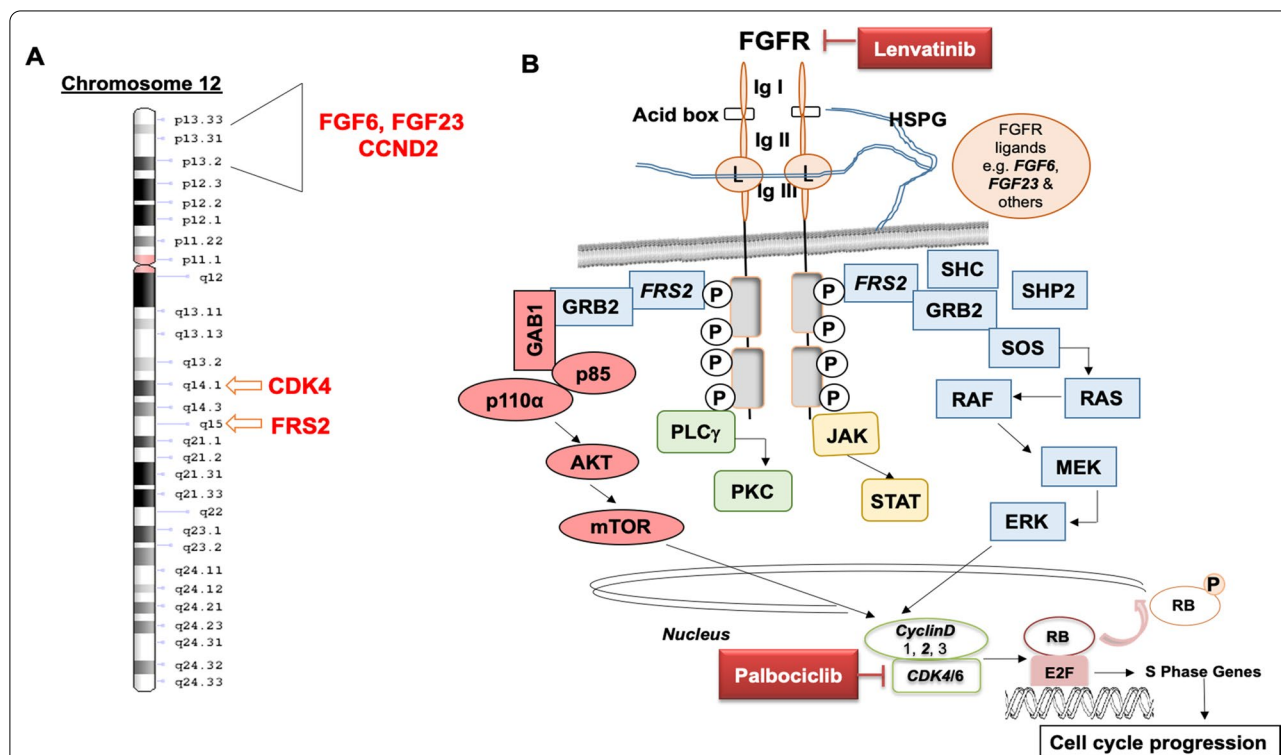 A
Chromosome 12
p13.33
p13.31
p13.2
p12.3
p12.2
p12.1
p11.22
p11.1
q12
q13.11
q13.13
q13.2
q14.1
q14.3
q15
q21.1
q21.2
q21.31
q21.33
q22
q23.1
q23.2
q24.11
q24.12
q24.21
q24.23
q24.31
q24.32
q24.33
FGF6, FGF23
CCND2
CDK4
FRS2
B
FGFR
Lenvatinib
Ig I
Acid box
HSPG
Ig II
L
L
Ig III
FGFR
ligands
e.g. FGF6,
FGF23 &
others
GAB1
GRB2
FRS2
P
P
P
P
P
P
P
P
FRS2
SHC
GRB2
SHP2
SOS
p85
p110α
RAF
RAS
PLCγ
JAK
AKT
MEK
PKC
STAT
mTOR
ERK
P
RB
Nucleus
CyclinD
1, 2, 3
CDK4/6
Palbociclib
RB
E2F
S Phase Genes
Cell cycle progression